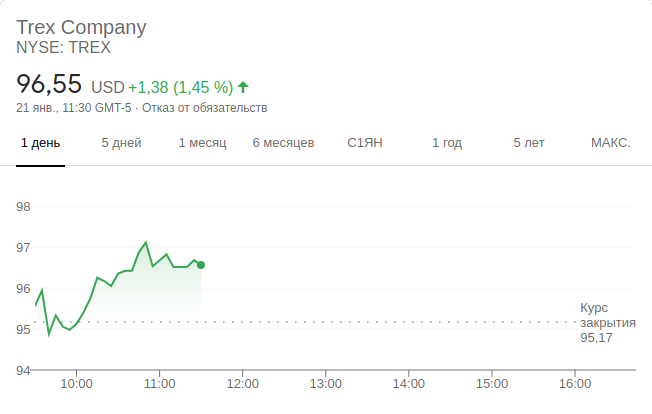 Trex Company
NYSE: TREX
96,55 USD +1,38 (1,45 %)
21 янв., 11:30 GMT-5 · Отказ от обязательств
1 день 5 дней 1 месяц 6 месяцев С1ЯН 1 год 5 лет МАКС.
98
97
96
Курс
закрытия
95,17
95
94
10:00 11:00 12:00 13:00 14:00 15:00 16:00